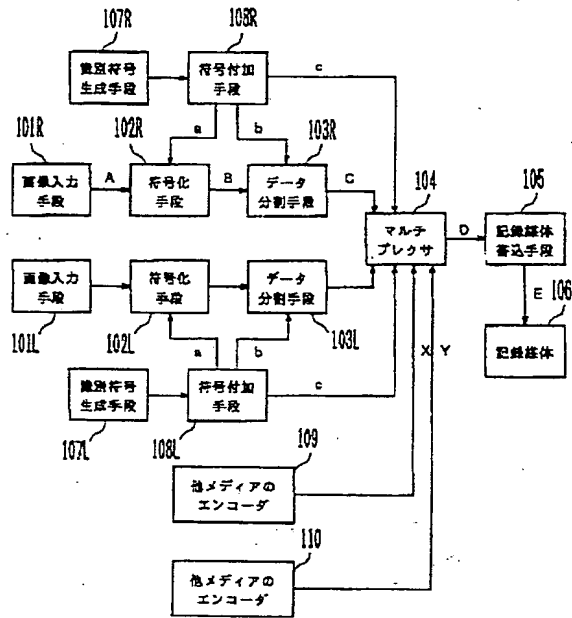 107R
108R
識別符号
生成手段
符号付加
手段
c
a
b
101R
102R
103R
画像入力
手段
A
符号化
手段
B
データ
分割手段
C
104
マルチ
プレクサ
D
105
記録媒体
書込手段
E
106
記録媒体
画像入力
手段
符号化
手段
データ
分割手段
101L
102L
103L
a
b
X
Y
識別符号
生成手段
符号付加
手段
c
107L
108L
109
他メディアの
エンコーダ
110
他メディアの
エンコーダ